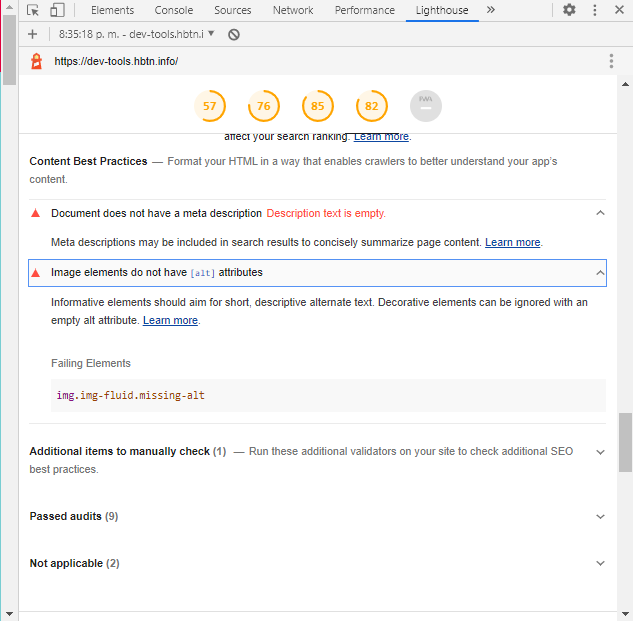 Elements Console Sources Network Performance Lighthouse »
8:35:18 p. m. - dev-tools.hbtn.i
https://dev-tools.hbtn.info/
57 76 85 82 PWA
affect your search ranking. Learn more.
Content Best Practices — Format your HTML in a way that enables crawlers to better understand your app's
content.
Document does not have a meta description Description text is empty.
Meta descriptions may be included in search results to concisely summarize page content. Learn more.
Image elements do not have [alt] attributes
Informative elements should aim for short, descriptive alternate text. Decorative elements can be ignored with an
empty alt attribute. Learn more.
Failing Elements
img.img-fluid.missing-alt
Additional items to manually check (1) — Run these additional validators on your site to check additional SEO
best practices.
Passed audits (9)
Not applicable (2)